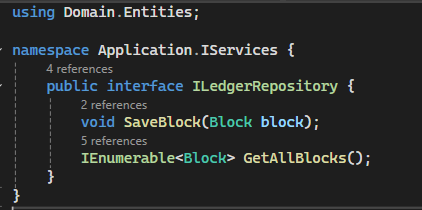 using Domain.Entities;
namespace Application.IServices {
4 references
public interface ILedgerRepository {
2 references
void SaveBlock(Block block);
5 references
IEnumerable<Block> GetAllBlocks();
}
}